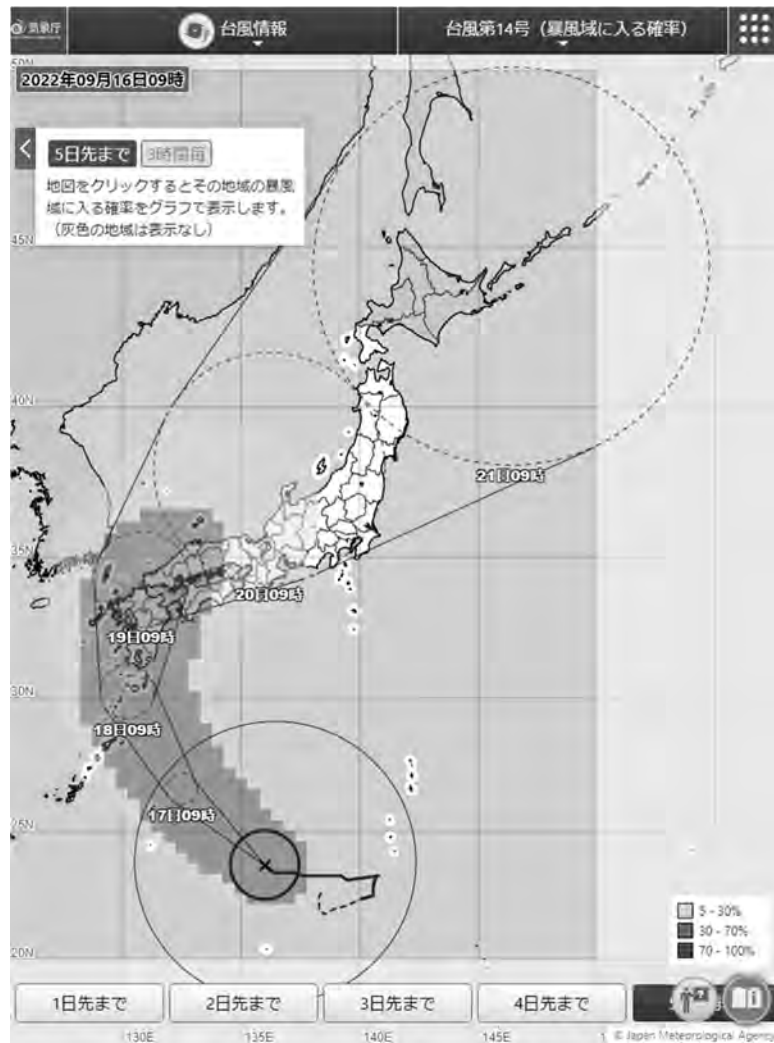 気象庁
台風情報
台風第14号（暴風域に入る確率）
50N
2022年09月16日09時
5日先まで
3時間毎
地図をクリックするとその地域の暴風
域に入る確率をグラフで表示します。
（灰色の地域は表示なし）
45N
40N
21日09時
35N
20日09時
19日09時
30N
18日09時
17日09時
25N
5 - 30%
30 - 70%
70 - 100%
20N
1日先まで
2日先まで
3日先まで
4日先まで
130E
135E
140E
145E
© Japan Meteorological Agency